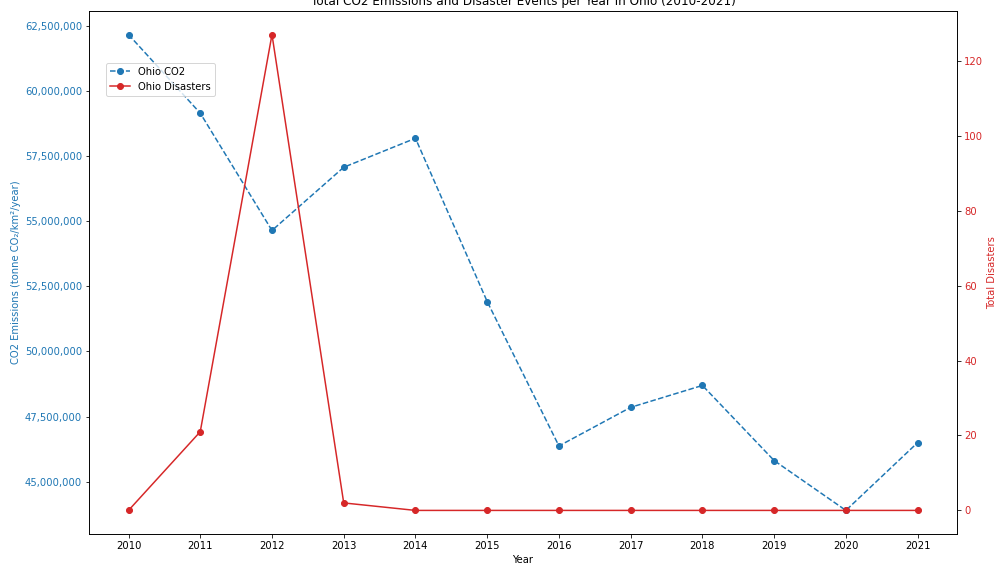 Total CO2 Emissions and Disaster Events per Year in Ohio (2010-2021)
62,500,000
60,000,000
57,500,000
55,000,000
52,500,000
50,000,000
47,500,000
45,000,000
CO2 Emissions (tonne CO₂/km²/year)
Ohio CO2
Ohio Disasters
120
100
80
60
40
20
0
Total Disasters
2010 2011 2012 2013 2014 2015 2016 2017 2018 2019 2020 2021
Year